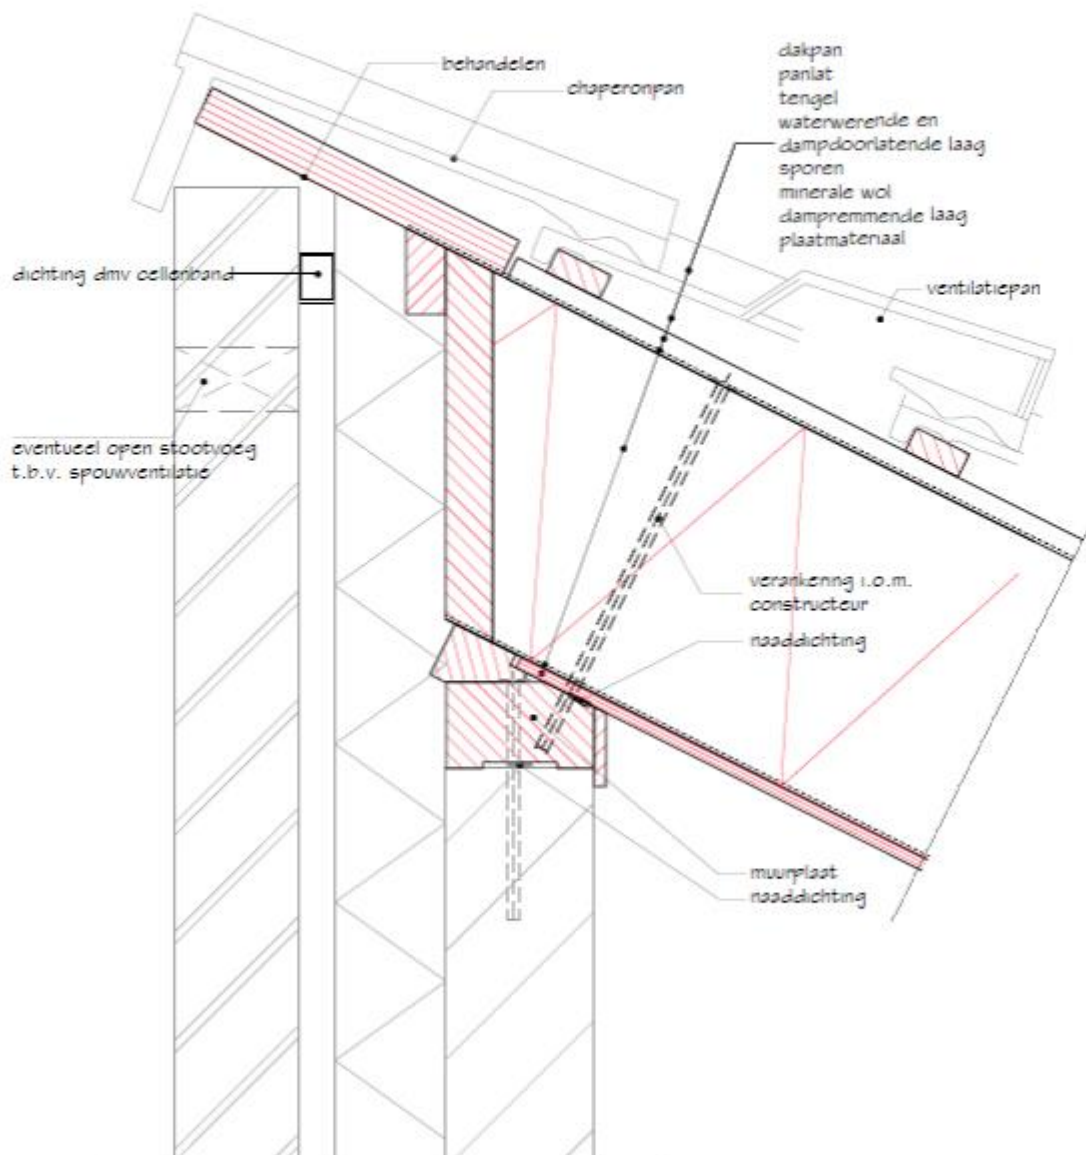 behandelen
chaperonpan
dakpan
panlat
tengel
waterwerende en
dampdoorlatende laag
sporen
minerale wol
dampremmende laag
plaatmateriaal
dichting dmv cellenband
ventilatiepan
eventueel open stootvoeg
t.b.v. spouwventilatie
verankering i.o.m.
constructeur
naaddichting
muurplaat
naaddichting